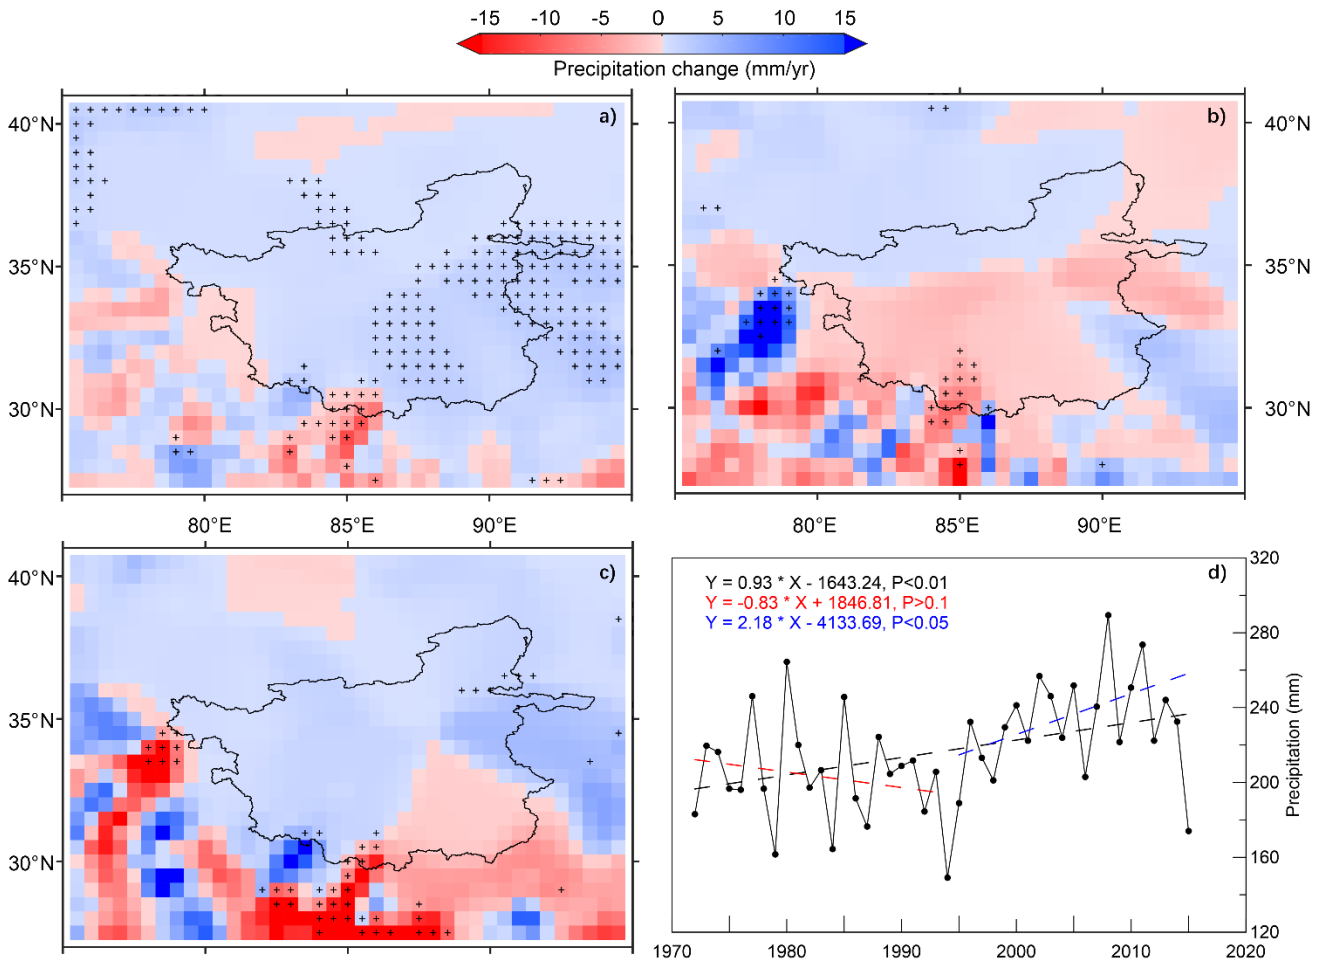 -15 -10 -5 0 5 10 15
Precipitation change (mm/yr)
a)
40°N
35°N
30°N
80°E 85°E 90°E
b)
40°N
35°N
30°N
80°E 85°E 90°E
c)
40°N
35°N
30°N
d)
Y = 0.93 * X - 1643.24, P<0.01
Y = -0.83 * X + 1846.81, P>0.1
Y = 2.18 * X - 4133.69, P<0.05
320
280
240
200
160
120
Precipitation (mm)
1970 1980 1990 2000 2010 2020